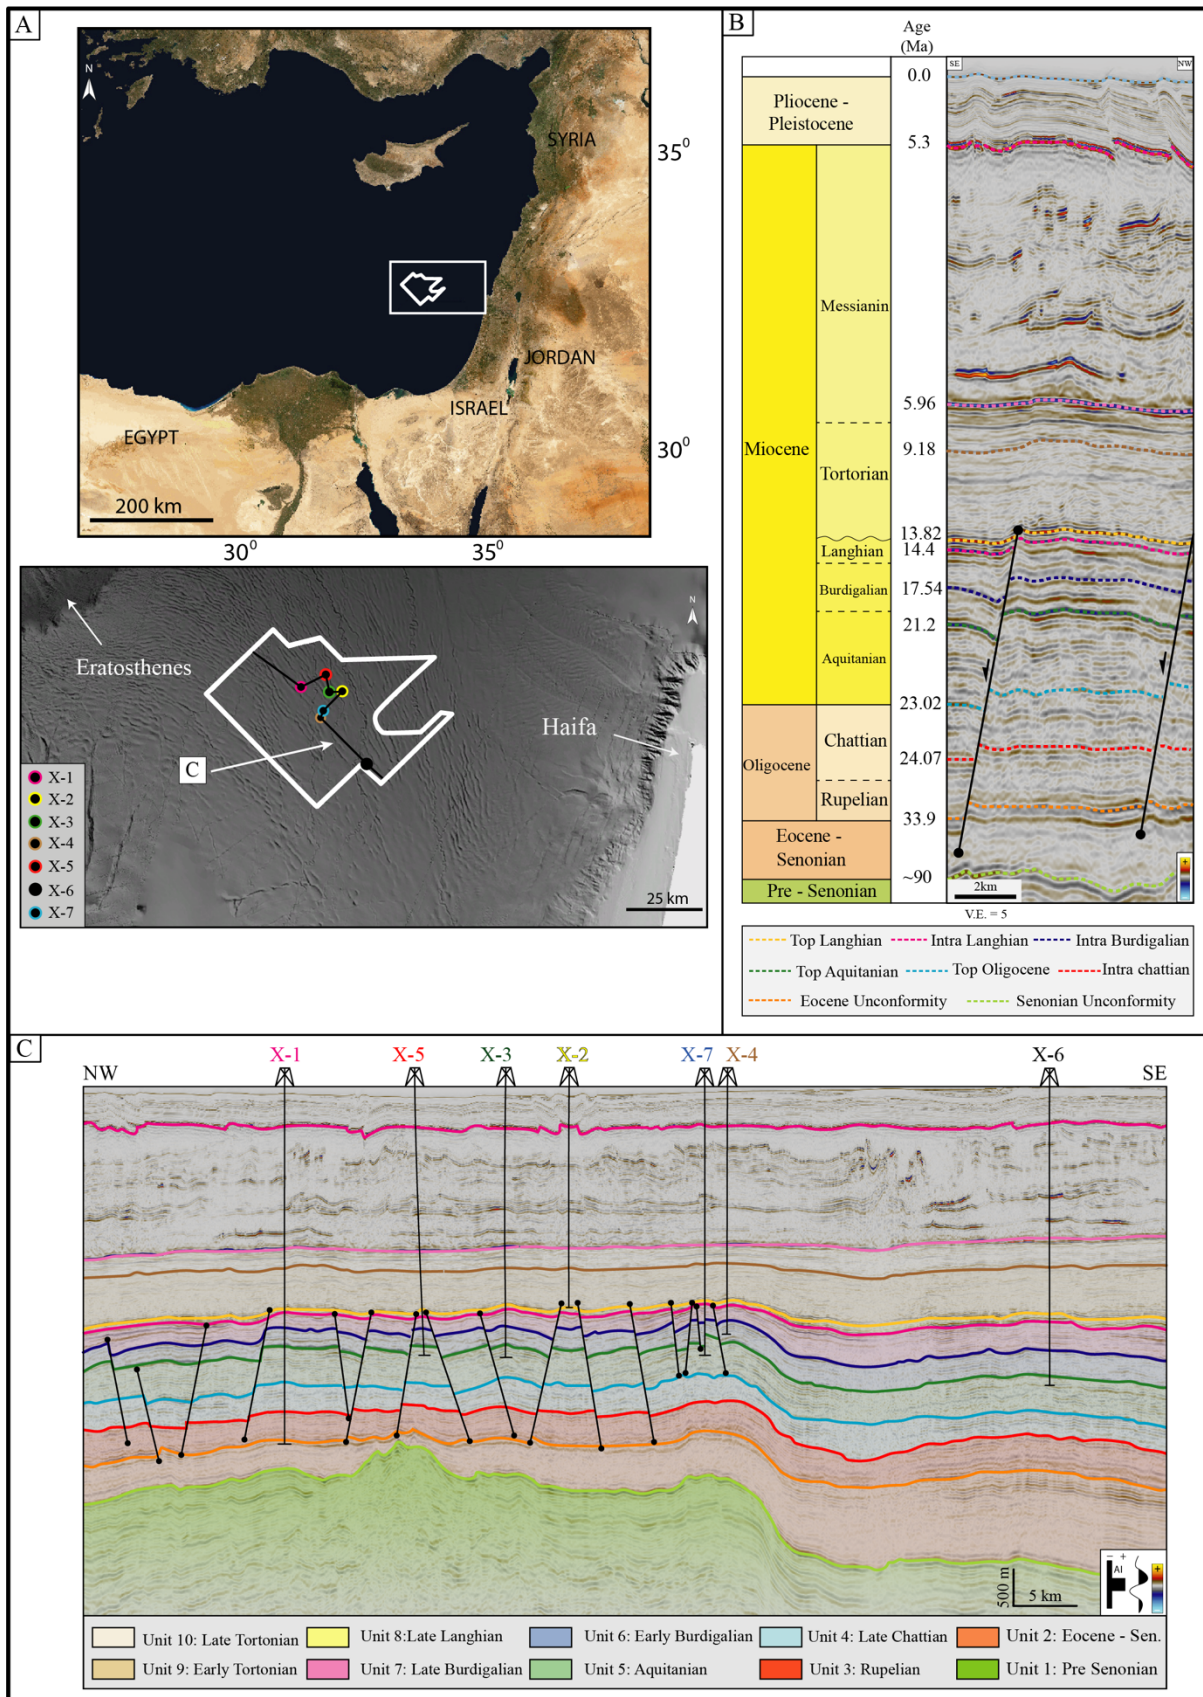 A
N
SYRIA
35⁰
JORDAN
ISRAEL
EGYPT
30⁰
200 km
30⁰
35⁰
N
Eratosthenes
Haifa
C
X-1
X-2
X-3
X-4
X-5
X-6
X-7
25 km
B
Age
(Ma)
SE
NW
0.0
Pliocene -
Pleistocene
5.3
Messianin
5.96
9.18
Miocene
Tortorian
13.82
Langhian
14.4
Burdigalian
17.54
21.2
Aquitanian
23.02
Chattian
24.07
Oligocene
Rupelian
33.9
Eocene -
Senonian
~90
Pre - Senonian
2km
+
V.E. = 5
Top Langhian
Intra Langhian
Intra Burdigalian
Top Aquitanian
Top Oligocene
Intra chattian
Eocene Unconformity
Senonian Unconformity
C
NW
X-1
X-5
X-3
X-2
X-7
X-4
X-6
SE
500 m
5 km
- +
AI
+
Unit 10: Late Tortonian
Unit 8:Late Langhian
Unit 6: Early Burdigalian
Unit 4: Late Chattian
Unit 2: Eocene - Sen.
Unit 9: Early Tortonian
Unit 7: Late Burdigalian
Unit 5: Aquitanian
Unit 3: Rupelian
Unit 1: Pre Senonian